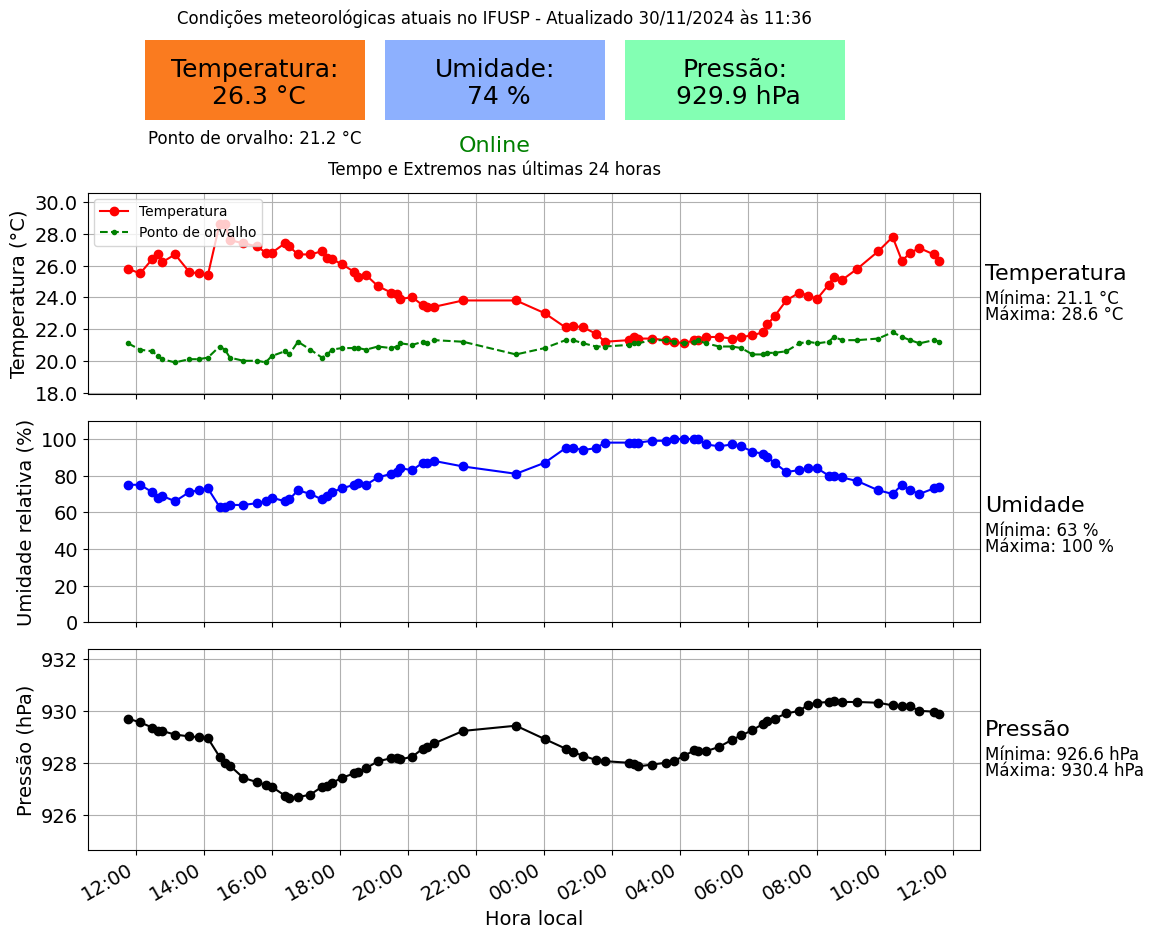 Condições meteorológicas atuais no IFUSP - Atualizado 30/11/2024 às 11:36
Temperatura:
26.3 °C
Umidade:
74 %
Pressão:
929.9 hPa
Ponto de orvalho: 21.2 °C
Online
Tempo e Extremos nas últimas 24 horas
Temperatura (°C)
30.0
28.0
26.0
24.0
22.0
20.0
18.0
Temperatura
Ponto de orvalho
Temperatura
Mínima: 21.1 °C
Máxima: 28.6 °C
Umidade relativa (%)
100
80
60
40
20
0
Umidade
Mínima: 63 %
Máxima: 100 %
Pressão (hPa)
932
930
928
926
Pressão
Mínima: 926.6 hPa
Máxima: 930.4 hPa
12:00 14:00 16:00 18:00 20:00 22:00 00:00 02:00 04:00 06:00 08:00 10:00 12:00
Hora local